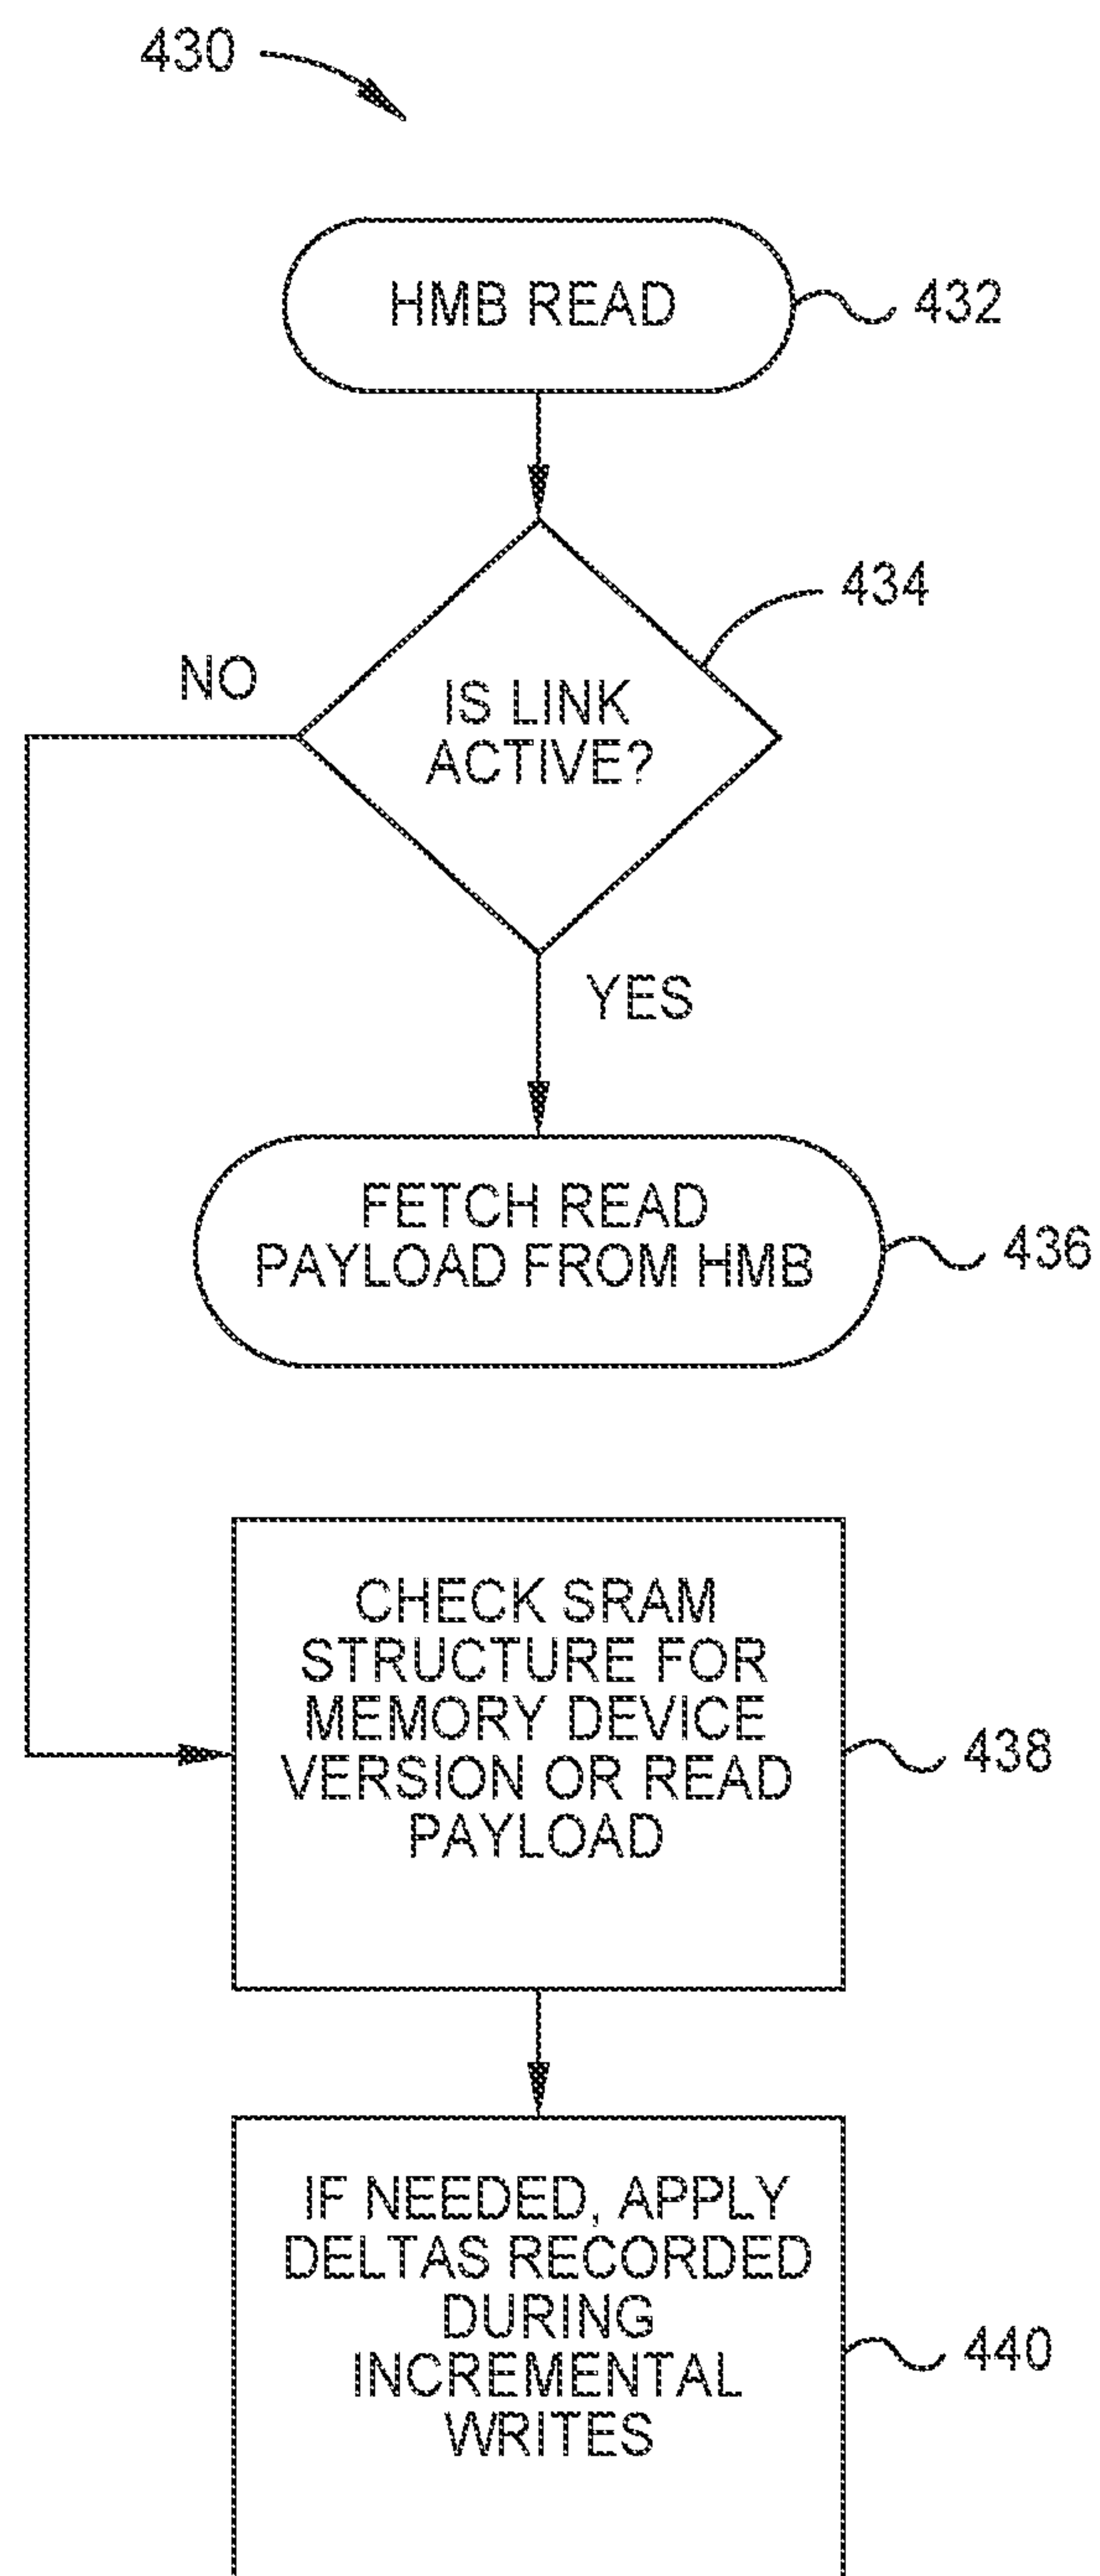 430
HMB READ
432
434
NO
IS LINK
ACTIVE?
YES
FETCH READ
PAYLOAD FROM HMB
436
CHECK SRAM
STRUCTURE FOR
MEMORY DEVICE
VERSION OR READ
PAYLOAD
438
IF NEEDED, APPLY
DELTAS RECORDED
DURING
INCREMENTAL
WRITES
440